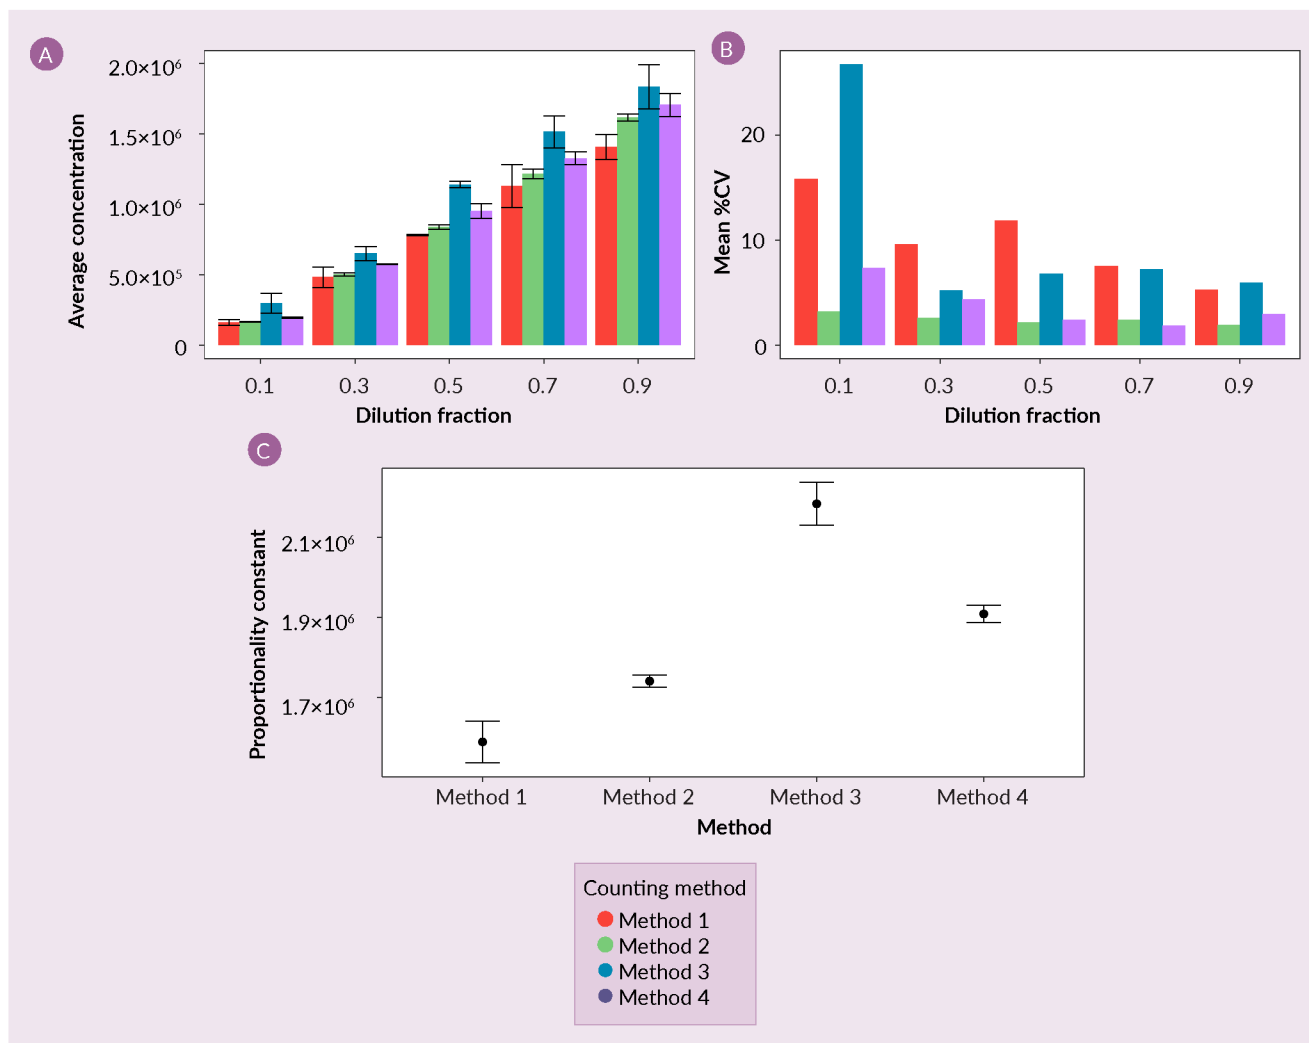 A
Average concentration
2.0×10⁶
1.5×10⁶
1.0×10⁶
5.0×10⁵
0
0.1 0.3 0.5 0.7 0.9
Dilution fraction
B
Mean %CV
20
10
0
0.1 0.3 0.5 0.7 0.9
Dilution fraction
C
Proportionality constant
2.1×10⁶
1.9×10⁶
1.7×10⁶
Method 1 Method 2 Method 3 Method 4
Method
Counting method
Method 1
Method 2
Method 3
Method 4